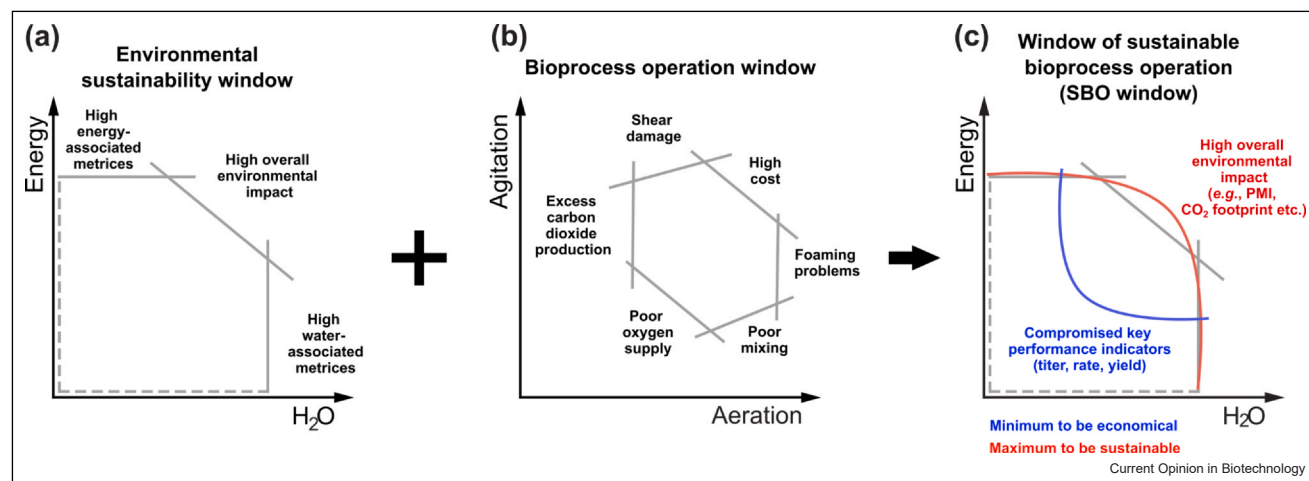 (a)
Environmental
sustainability window
Energy
High
energy-
associated
metrices
High overall
environmental
impact
High
water-
associated
metrices
H₂O
(b)
Bioprocess operation window
Agitation
Shear
damage
High
cost
Excess
carbon
dioxide
production
Foaming
problems
Poor
oxygen
supply
Poor
mixing
Aeration
(c)
Window of sustainable
bioprocess operation
(SBO window)
Energy
High overall
environmental
impact
(e.g., PMI,
CO₂ footprint etc.)
Compromised key
performance indicators
(titer, rate, yield)
H₂O
Minimum to be economical
Maximum to be sustainable
Current Opinion in Biotechnology